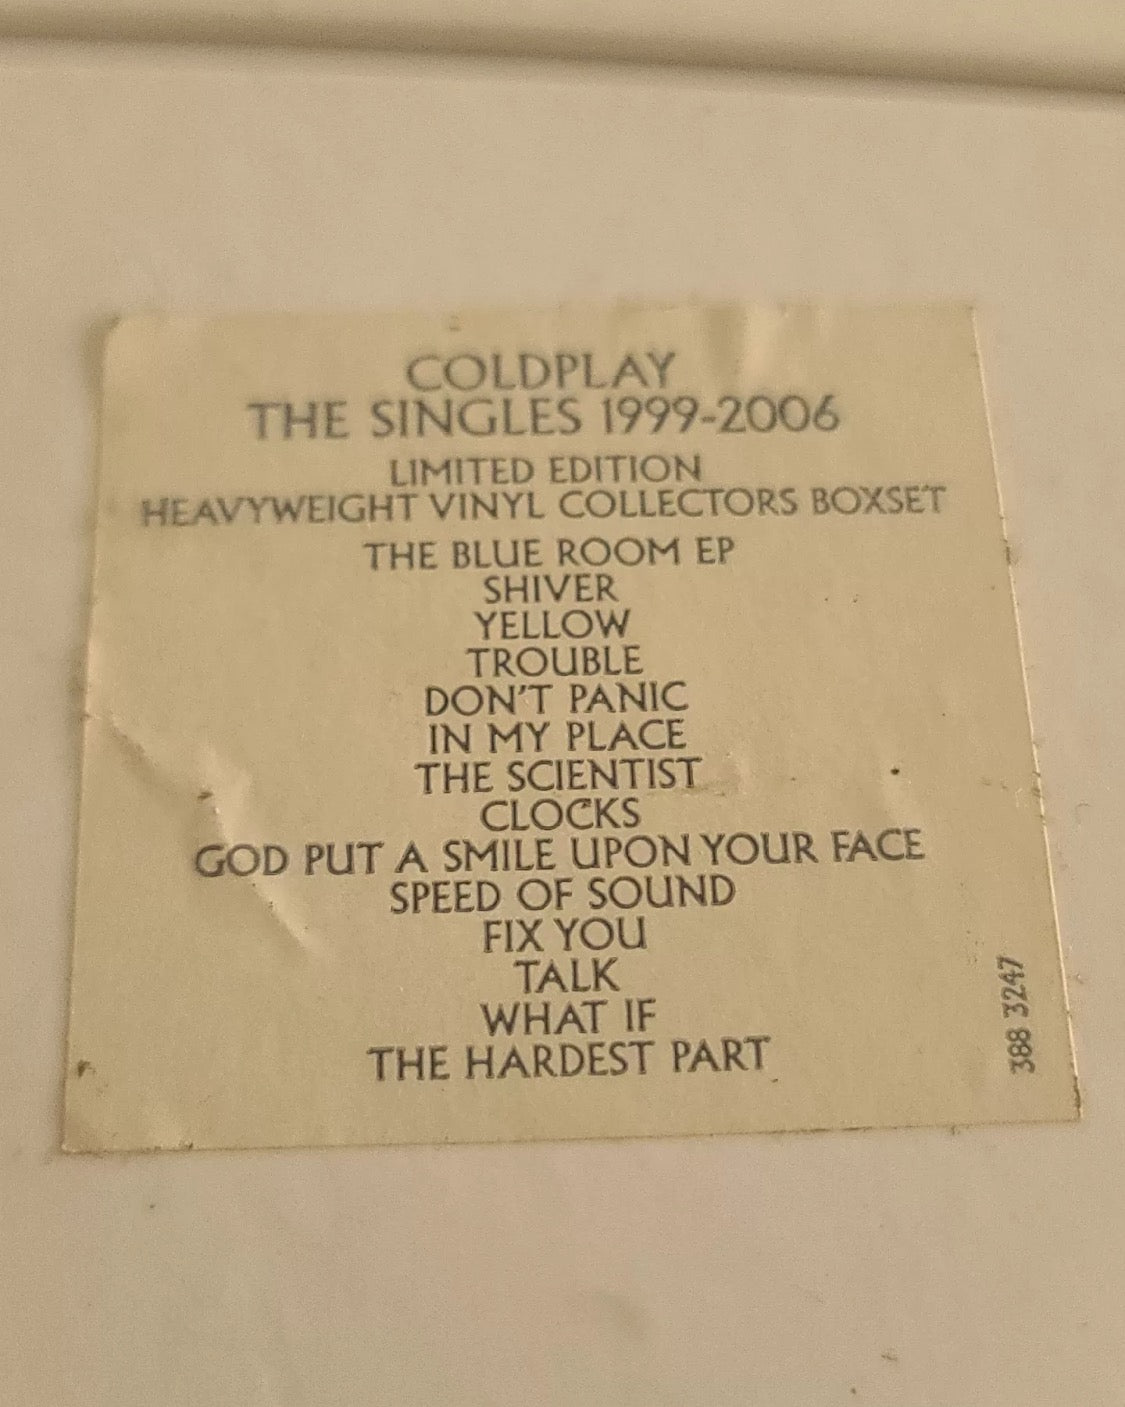 COLDPLAY
THE SINGLES 1999-2006
LIMITED EDITION
HEAVYWEIGHT VINYL COLLECTORS BOXSET
THE BLUE ROOM EP
SHIVER
YELLOW
TROUBLE
DON'T PANIC
IN MY PLACE
THE SCIENTIST
CLOCKS
GOD PUT A SMILE UPON YOUR FACE
SPEED OF SOUND
FIX YOU
TALK
WHAT IF
THE HARDEST PART
388 3247